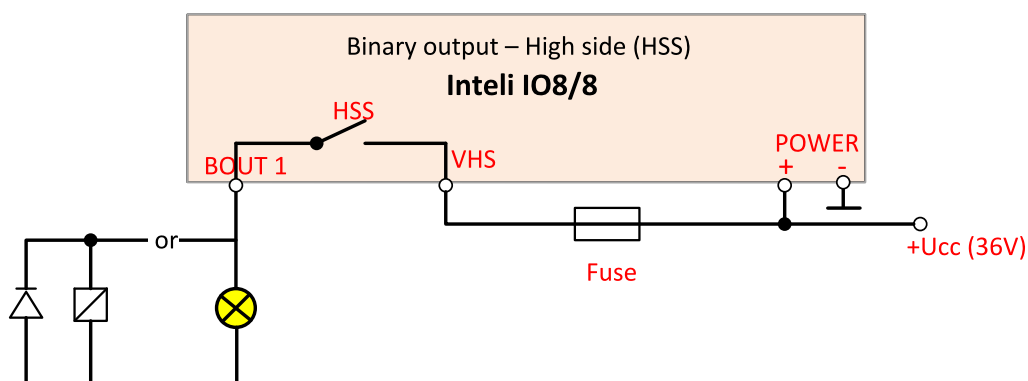 Binary output – High side (HSS)
Inteli IO8/8
HSS
POWER
BOUT 1
VHS
+
-
or
+Ucc (36V)
Fuse